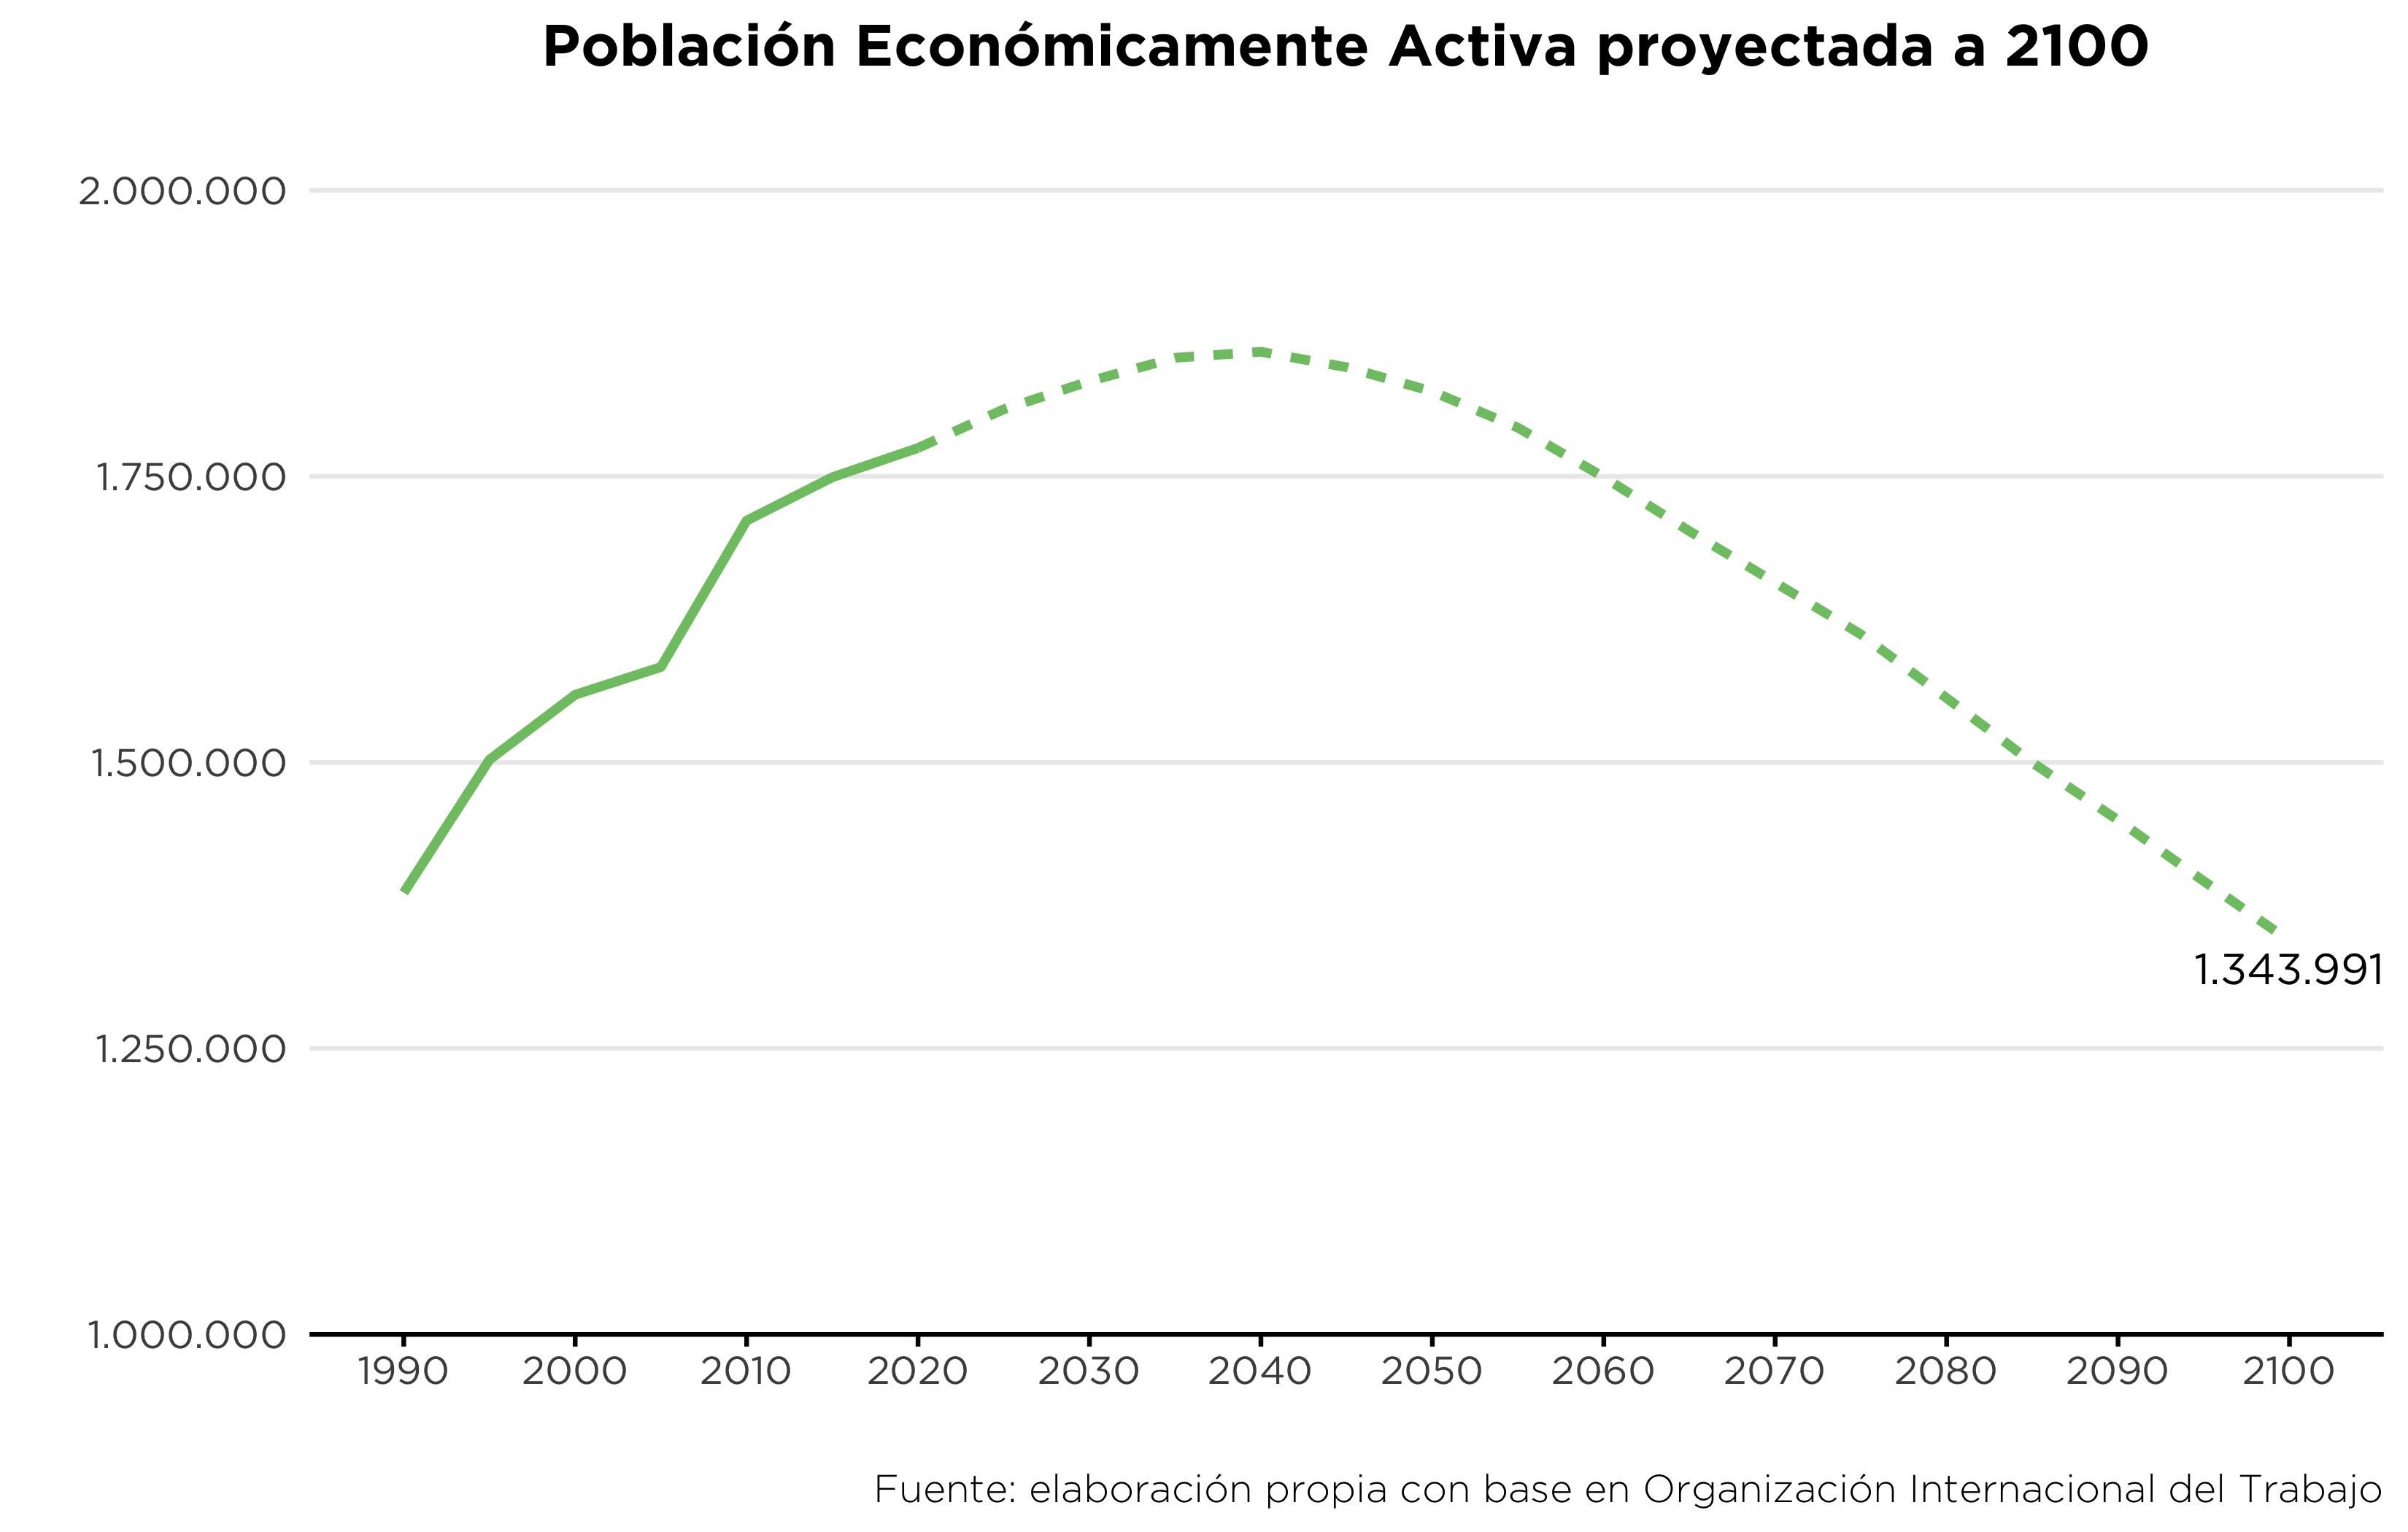 Población Económicamente Activa proyectada a 2100
2.000.000
1.750.000
1.500.000
1.343.991
1.250.000
1.000.000
1990 2000 2010 2020 2030 2040 2050 2060 2070 2080 2090 2100
Fuente: elaboración propia con base en Organización Internacional del Trabajo